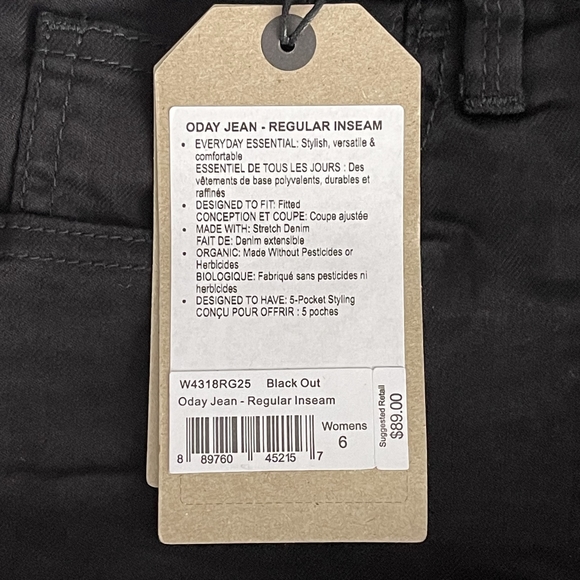 ODAY JEAN - REGULAR INSEAM
• EVERYDAY ESSENTIAL: Stylish, versatile &
comfortable
ESSENTIEL DE TOUS LES JOURS : Des
vêtements de base polyvalents, durables et
raffinés
• DESIGNED TO FIT: Fitted
CONCEPTION ET COUPE: Coupe ajustée
• MADE WITH: Stretch Denim
FAIT DE: Denim extensible
• ORGANIC: Made Without Pesticides or
Herbicides
BIOLOGIQUE: Fabriqué sans pesticides ni
herbicides
• DESIGNED TO HAVE: 5-Pocket Styling
CONÇU POUR OFFRIR : 5 poches
W4318RG25 Black Out
Oday Jean - Regular Inseam
Womens
6
8 89760 45215 7
Suggested Retail
$89.00